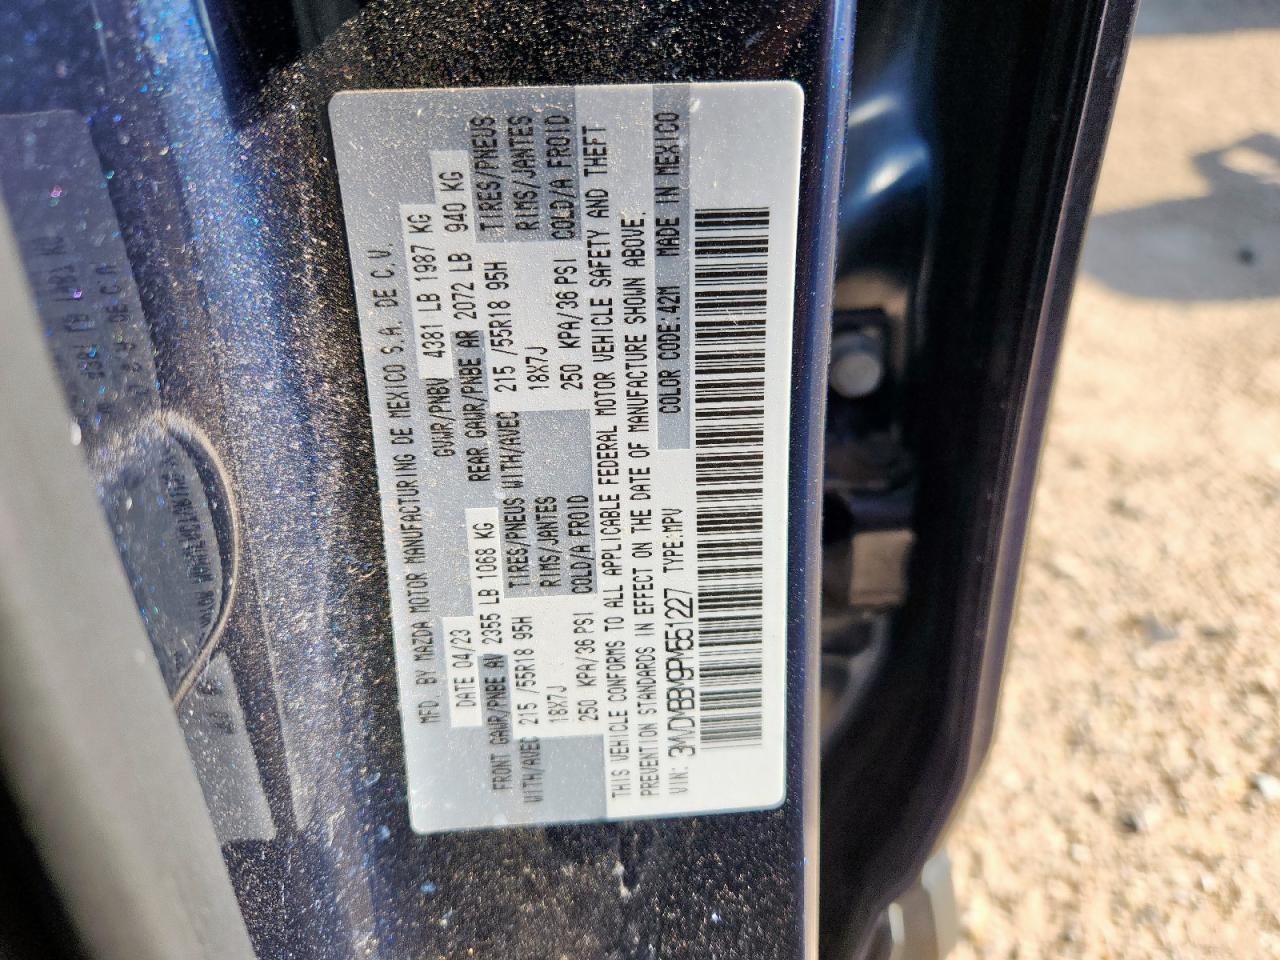 MFD. BY MAZDA MOTOR MANUFACTURING DE MEXICO S.A. DE C.V.
DATE 04/23 GVWR/PNBV 4381 LB 1987 KG
FRONT GAWR/PNBE AV 2355 LB 1068 KG REAR GAWR/PNBE AR 2072 LB 940 KG
WITH/AVEC 215 /55R18 95H TIRES/PNEUS WITH/AVEC 215 /55R18 95H TIRES/PNEUS
18X7J RIMS/JANTES 18X7J RIMS/JANTES
250 KPA/36 PSI COLD/A FROID 250 KPA/36 PSI COLD/A FROID
THIS VEHICLE CONFORMS TO ALL APPLICABLE FEDERAL MOTOR VEHICLE SAFETY AND THEFT
PREVENTION STANDARDS IN EFFECT ON THE DATE OF MANUFACTURE SHOWN ABOVE.
VIN: 3MVDMBBM9PM551227 TYPE:MPV COLOR CODE:42M MADE IN MEXICO